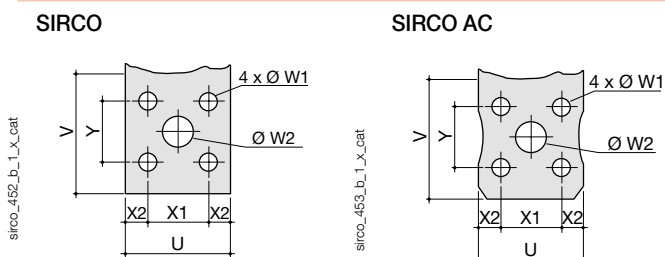 SIRCO
SIRCO AC
4 x Ø W1
V
Y
Ø W2
X2
X1
X2
U
sirco_452_b_1_x_cat
4 x Ø W1
V
Y
Ø W2
X2
X1
X2
U
sirco_453_b_1_x_cat